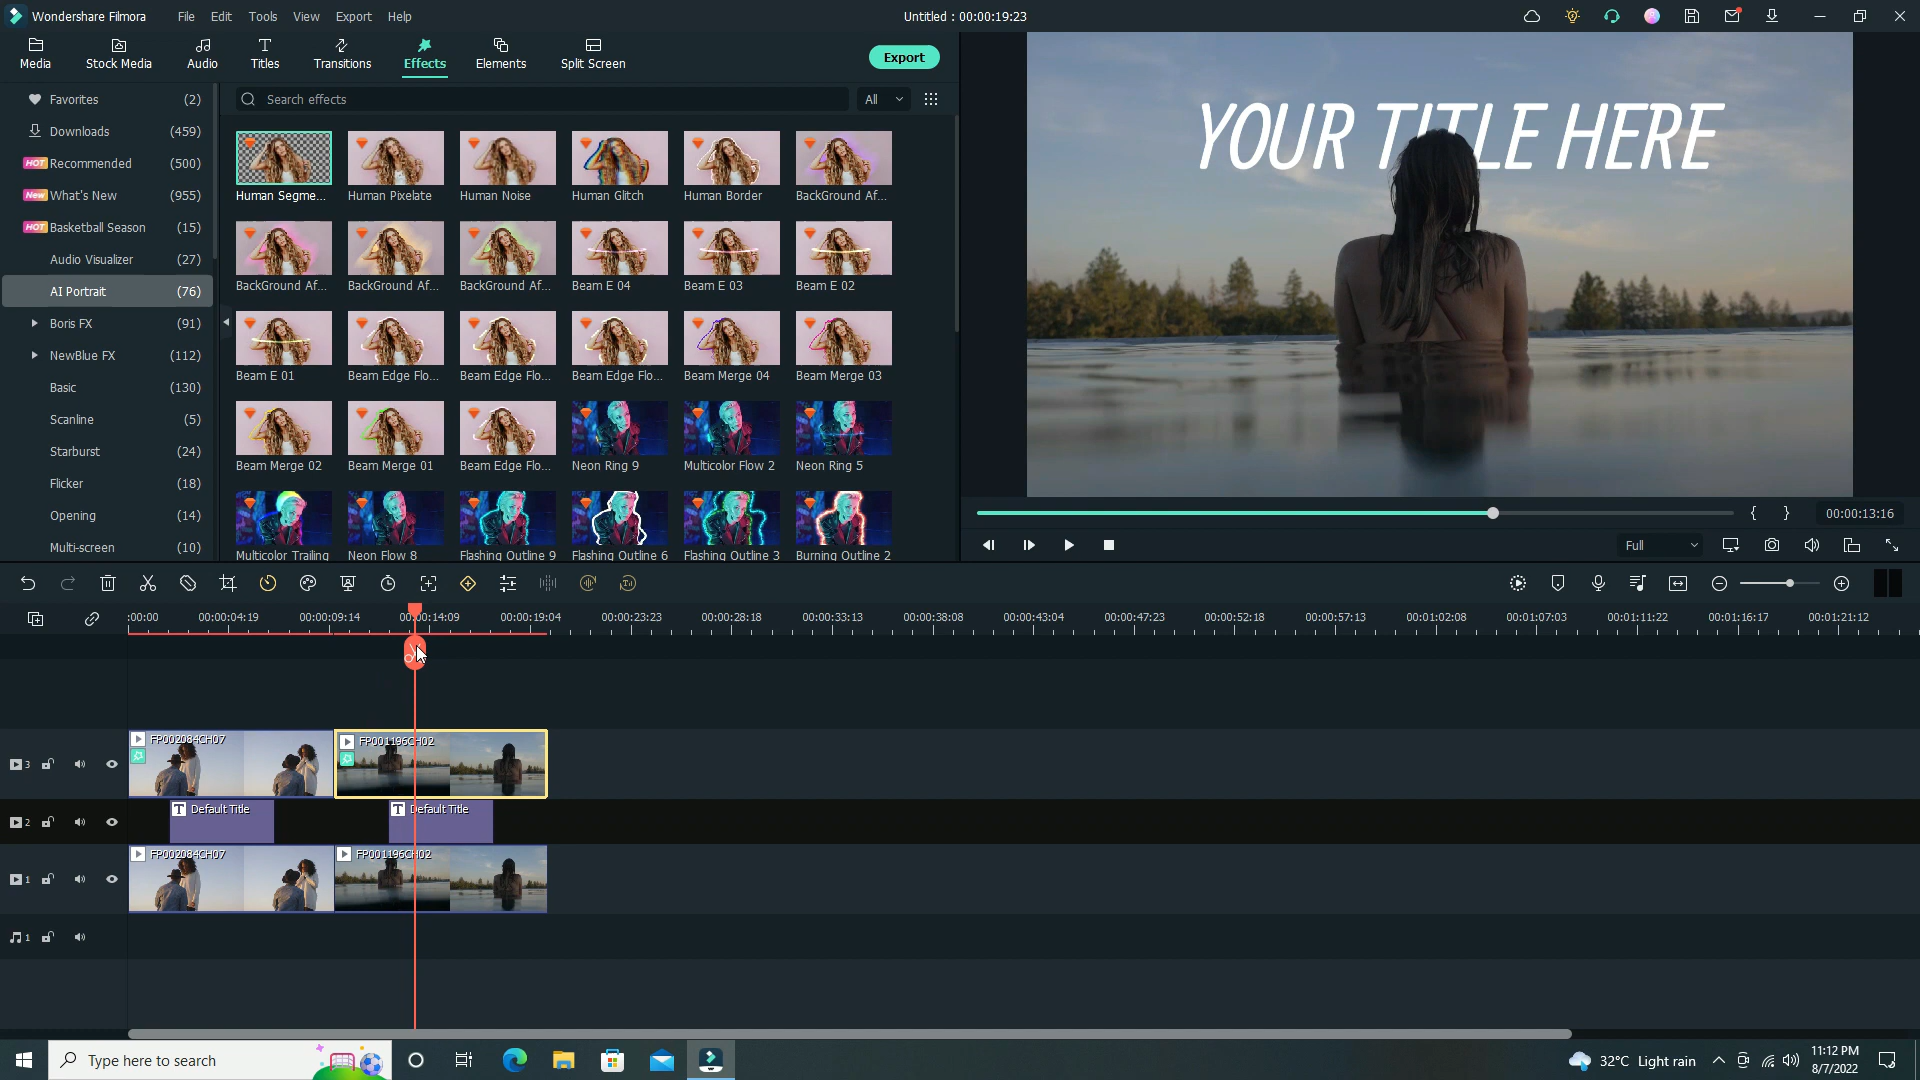 Wondershare Filmora File Edit Tools View Export Help Untitled : 00:00:19:23
Media Stock Media Audio Titles Transitions Effects Elements Split Screen Export
Favorites (2)
Downloads (459)
HOT Recommended (500)
New What's New (955)
HOT Basketball Season (15)
Audio Visualizer (27)
AI Portrait (76)
Boris FX (91)
NewBlue FX (112)
Basic (130)
Scanline (5)
Starburst (24)
Flicker (18)
Opening (14)
Multi-screen (10)
Search effects All
Human Segme... Human Pixelate Human Noise Human Glitch Human Border BackGround Af...
BackGround Af... BackGround Af... BackGround Af... Beam E 04 Beam E 03 Beam E 02
Beam E 01 Beam Edge Flo... Beam Edge Flo... Beam Edge Flo... Beam Merge 04 Beam Merge 03
Beam Merge 02 Beam Merge 01 Beam Edge Flo... Neon Ring 9 Multicolor Flow 2 Neon Ring 5
Multicolor Trailing Neon Flow 8 Flashing Outline 9 Flashing Outline 6 Flashing Outline 3 Burning Outline 2
YOUR TITLE HERE
{ } 00:00:13:16
Full
:00:00 00:00:04:19 00:00:09:14 00:00:14:09 00:00:19:04 00:00:23:23 00:00:28:18 00:00:33:13 00:00:38:08 00:00:43:04 00:00:47:23 00:00:52:18 00:00:57:13 00:01:02:08 00:01:07:03 00:01:11:22 00:01:16:17 00:01:21:12
FP002084CH07 FP001196CH02
3
T Default Title T Default Title
2
FP002084CH07 FP001196CH02
1
1
Type here to search 32°C Light rain 11:12 PM
8/7/2022